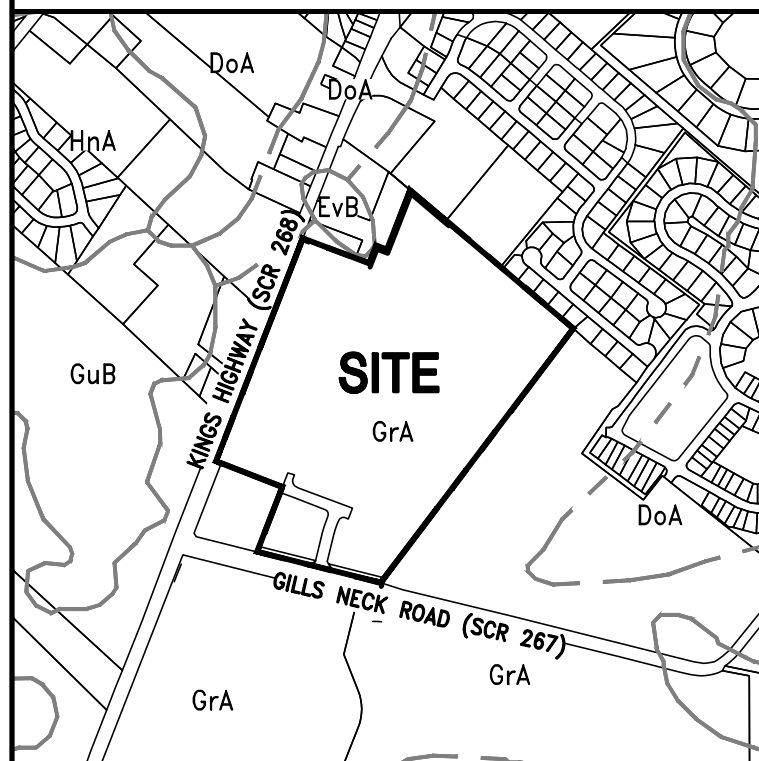 DoA
DoA
HnA
EvB
KINGS HIGHWAY (SCR 268)
GuB
SITE
GrA
DoA
GILLS NECK ROAD (SCR 267)
GrA
GrA